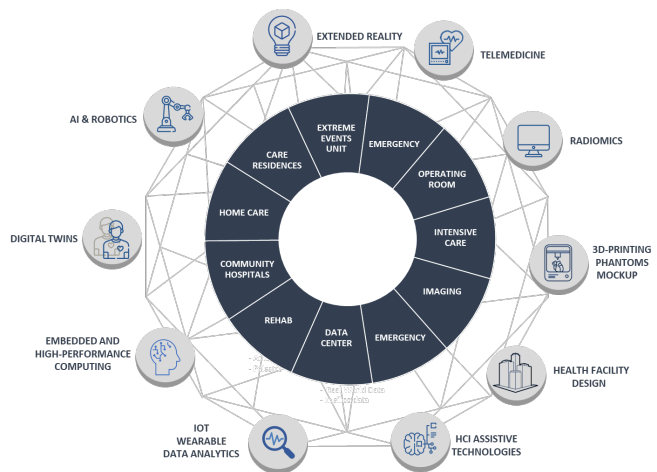 EXTENDED REALITY
TELEMEDICINE
AI & ROBOTICS
RADIOMICS
DIGITAL TWINS
3D-PRINTING
PHANTOMS
MOCKUP
EMBEDDED AND
HIGH-PERFORMANCE
COMPUTING
HEALTH FACILITY
DESIGN
IOT
WEARABLE
DATA ANALYTICS
HCI ASSISTIVE
TECHNOLOGIES
EXTREME
EVENTS
UNIT
EMERGENCY
OPERATING
ROOM
INTENSIVE
CARE
IMAGING
EMERGENCY
DATA
CENTER
REHAB
COMMUNITY
HOSPITALS
HOME CARE
CARE
RESIDENCES